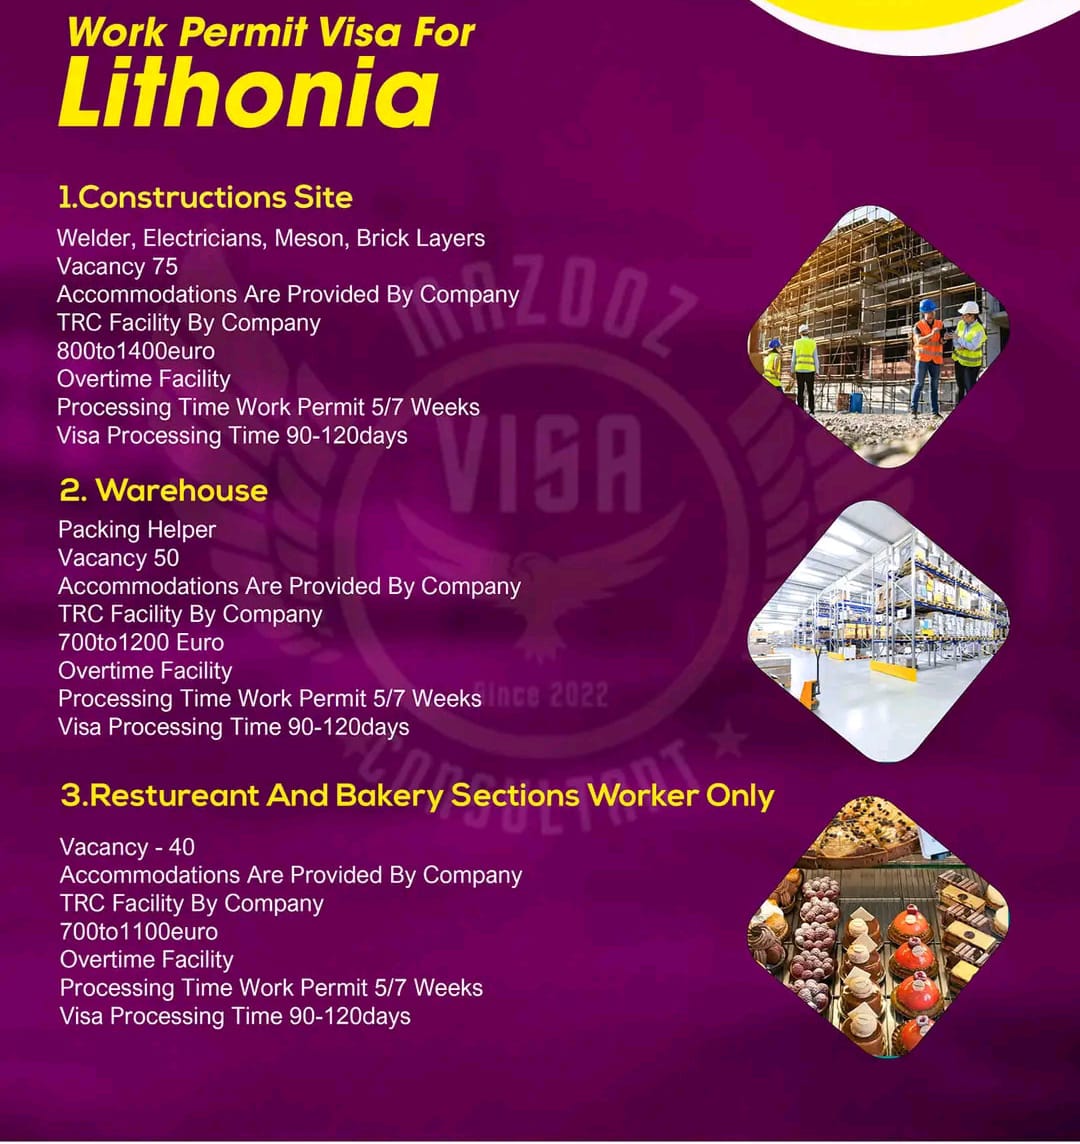 Work Permit Visa For
Lithonia
1.Constructions Site
Welder, Electricians, Meson, Brick Layers
Vacancy 75
Accommodations Are Provided By Company
TRC Facility By Company
800to1400euro
Overtime Facility
Processing Time Work Permit 5/7 Weeks
Visa Processing Time 90-120days
2. Warehouse
Packing Helper
Vacancy 50
Accommodations Are Provided By Company
TRC Facility By Company
700to1200 Euro
Overtime Facility
Processing Time Work Permit 5/7 Weeks
Visa Processing Time 90-120days
3.Restureant And Bakery Sections Worker Only
Vacancy - 40
Accommodations Are Provided By Company
TRC Facility By Company
700to1100euro
Overtime Facility
Processing Time Work Permit 5/7 Weeks
Visa Processing Time 90-120days
MAZOOZ
VISA
Since 2022
CONSULTANT